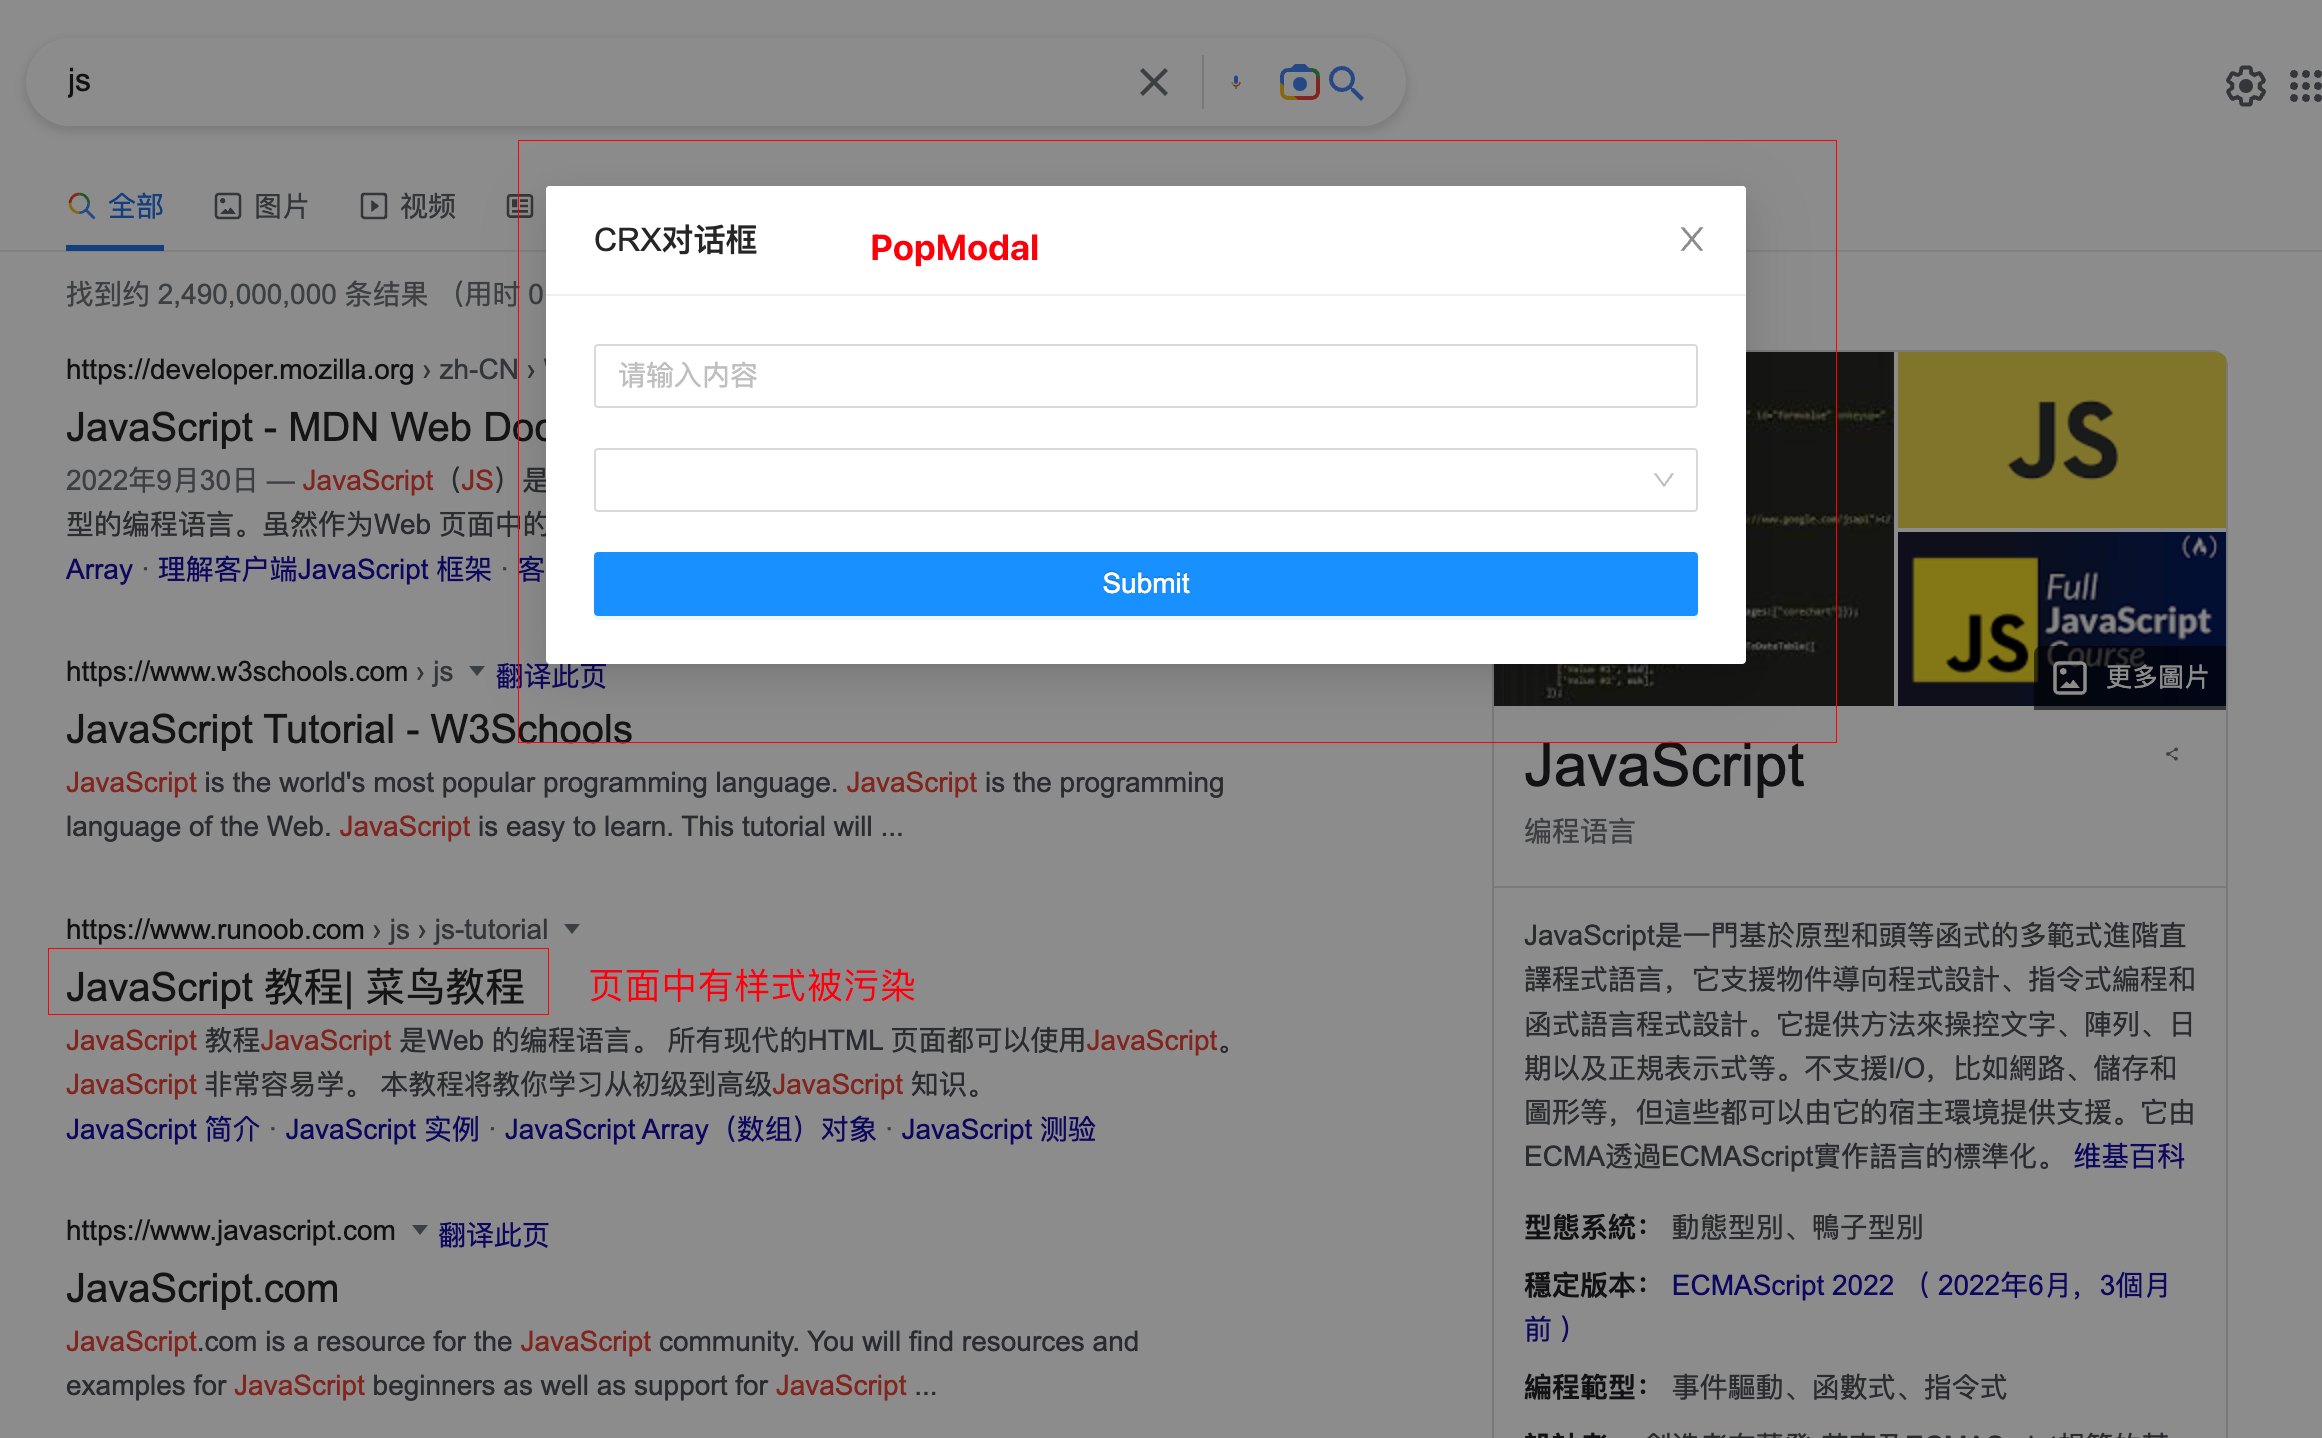 js
全部
图片
视频
找到约 2,490,000,000 条结果 （用时 0
CRX对话框
PopModal
请输入内容
Submit
https://developer.mozilla.org › zh-CN ›
JavaScript - MDN Web Doc
2022年9月30日 — JavaScript（JS）是
型的编程语言。虽然作为Web 页面中的
Array · 理解客户端JavaScript 框架 · 客
https://www.w3schools.com › js 翻译此页
JavaScript Tutorial - W3Schools
JavaScript is the world's most popular programming language. JavaScript is the programming
language of the Web. JavaScript is easy to learn. This tutorial will ...
https://www.runoob.com › js › js-tutorial
JavaScript 教程| 菜鸟教程
页面中有样式被污染
JavaScript 教程JavaScript 是Web 的编程语言。 所有现代的HTML 页面都可以使用JavaScript。
JavaScript 非常容易学。 本教程将教你学习从初级到高级JavaScript 知识。
JavaScript 简介 · JavaScript 实例 · JavaScript Array（数组）对象 · JavaScript 测验
https://www.javascript.com 翻译此页
JavaScript.com
JavaScript.com is a resource for the JavaScript community. You will find resources and
examples for JavaScript beginners as well as support for JavaScript ...
JS
JS
Full
JavaScript
Course
更多圖片
JavaScript
编程语言
JavaScript是一門基於原型和頭等函式的多範式進階直
譯程式語言，它支援物件導向程式設計、指令式編程和
函式語言程式設計。它提供方法來操控文字、陣列、日
期以及正規表示式等。不支援I/O，比如網路、儲存和
圖形等，但這些都可以由它的宿主環境提供支援。它由
ECMA透過ECMAScript實作語言的標準化。 维基百科
型態系統： 動態型別、鴨子型別
穩定版本： ECMAScript 2022 （ 2022年6月，3個月
前 ）
編程範型： 事件驅動、函數式、指令式